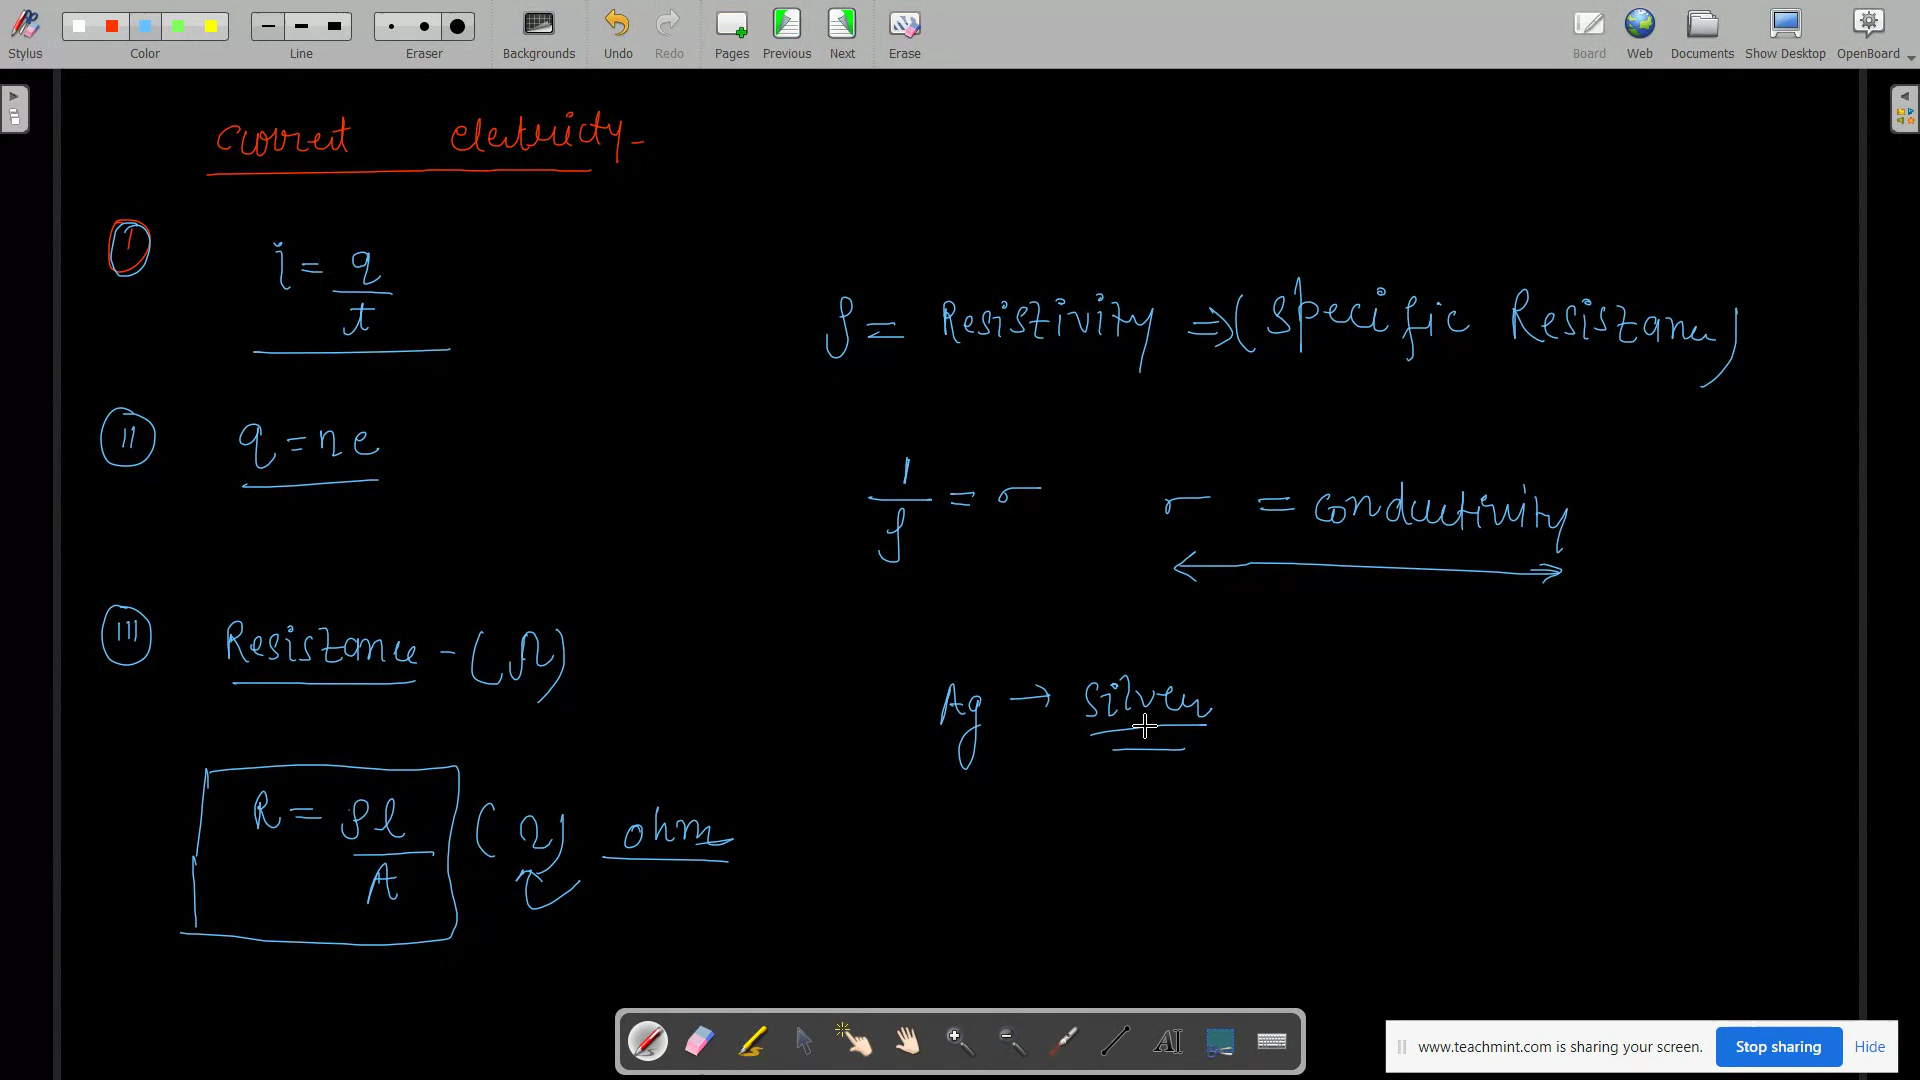 Stylus
Color
Line
Eraser
Backgrounds
Undo
Redo
Pages
Previous
Next
Erase
Board
Web
Documents
Show Desktop
OpenBoard
Current electricity -
I
i = q/t
II
q = ne
III
Resistance - (Ω)
R = ρl/A (Ω) ohm
ρ = Resistivity ⇒ (Specific Resistance)
1/ρ = σ σ = conductivity
Ag → Silver
www.teachmint.com is sharing your screen.
Stop sharing
Hide